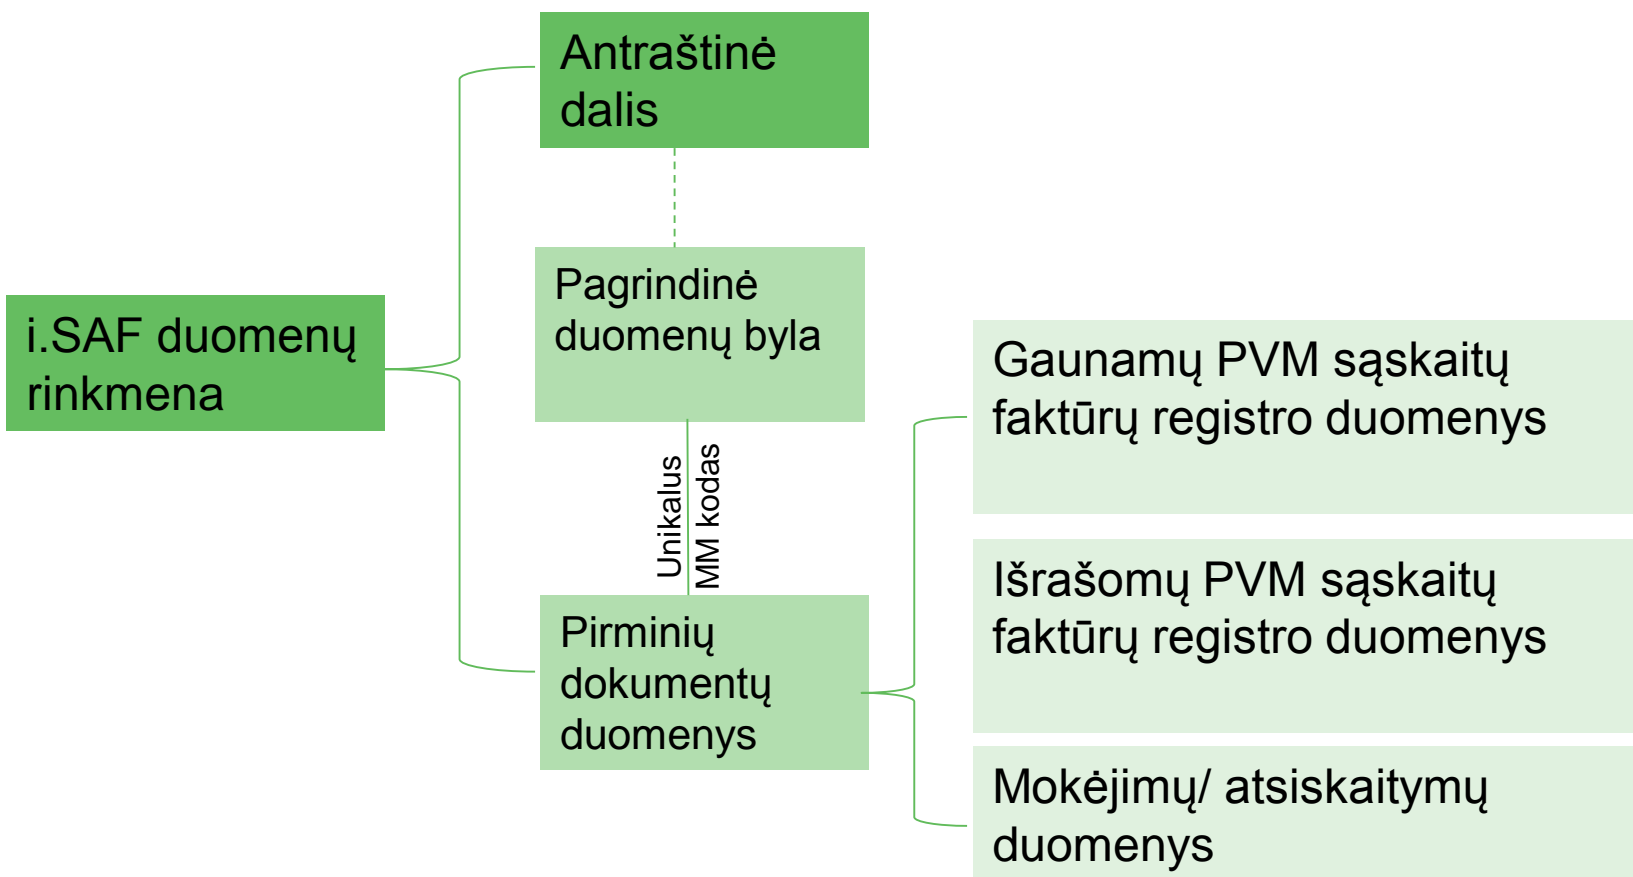 Antraštinė
dalis
Pagrindinė
duomenų byla
i.SAF duomenų
rinkmena
Unikalus
MM kodas
Pirminių
dokumentų
duomenys
Gaunamų PVM sąskaitų
faktūrų registro duomenys
Išrašomų PVM sąskaitų
faktūrų registro duomenys
Mokėjimų/ atsiskaitymų
duomenys